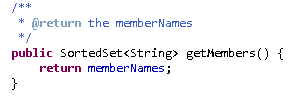 /**
 * @return the memberNames
 */
public SortedSet<String> getMembers() {
    return memberNames;
}